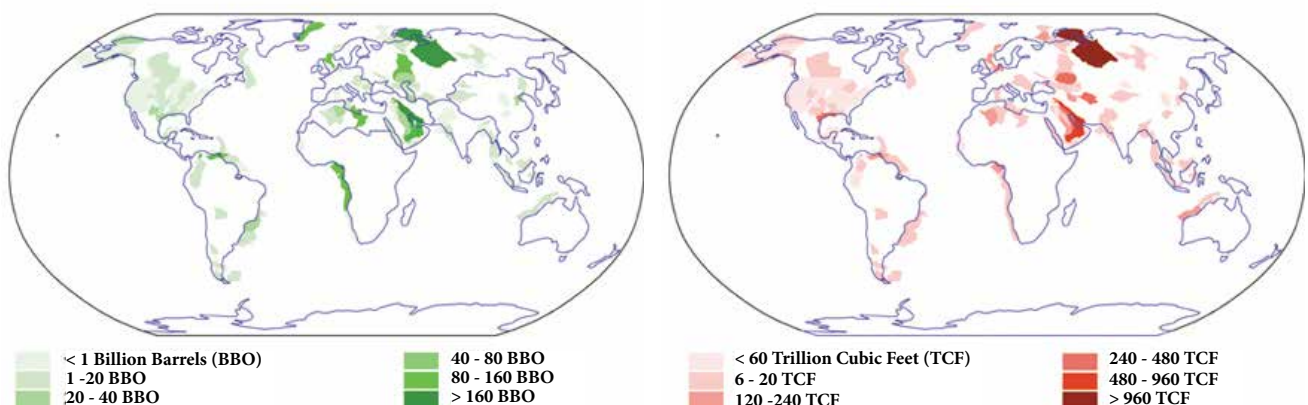 < 1 Billion Barrels (BBO)
1 -20 BBO
20 - 40 BBO
40 - 80 BBO
80 - 160 BBO
> 160 BBO
< 60 Trillion Cubic Feet (TCF)
6 - 20 TCF
120 -240 TCF
240 - 480 TCF
480 - 960 TCF
> 960 TCF